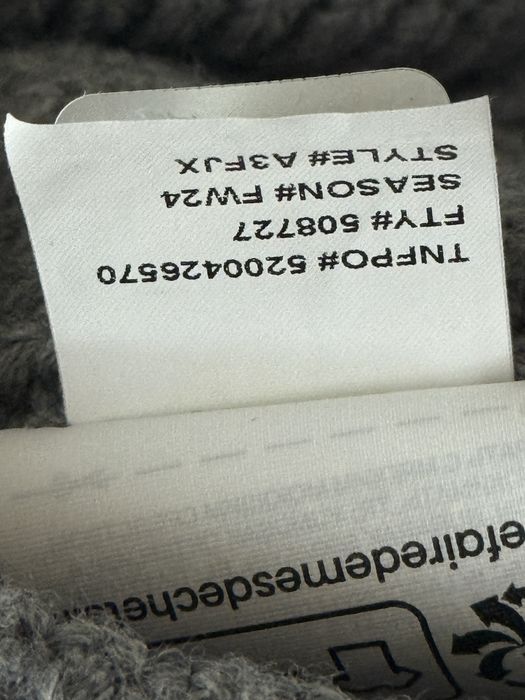 efairedemesdechets
TNFPO# 5200426570
FTY# 508727
SEASON# FW24
STYLE# A3FJX